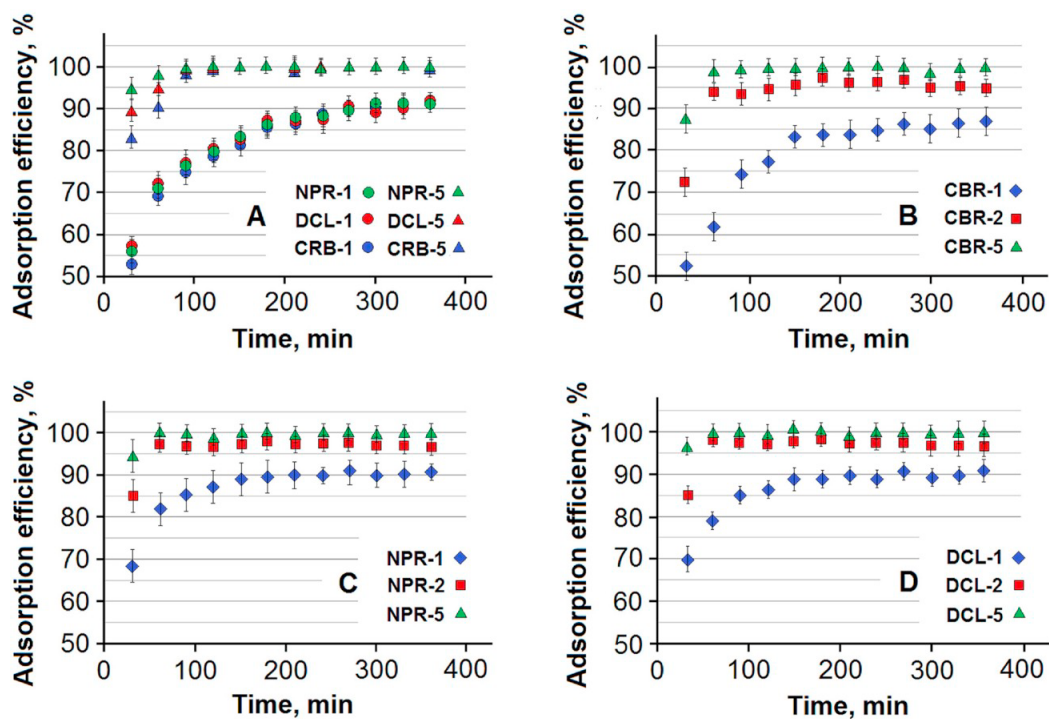 Adsorption efficiency, %
100
90
80
70
60
50
0 100 200 300 400
Time, min
NPR-1 NPR-5
DCL-1 DCL-5
CRB-1 CRB-5
A
Adsorption efficiency, %
100
90
80
70
60
50
0 100 200 300 400
Time, min
B
CBR-1
CBR-2
CBR-5
Adsorption efficiency, %
100
90
80
70
60
50
0 100 200 300 400
Time, min
C
NPR-1
NPR-2
NPR-5
Adsorption efficiency, %
100
90
80
70
60
50
0 100 200 300 400
Time, min
D
DCL-1
DCL-2
DCL-5